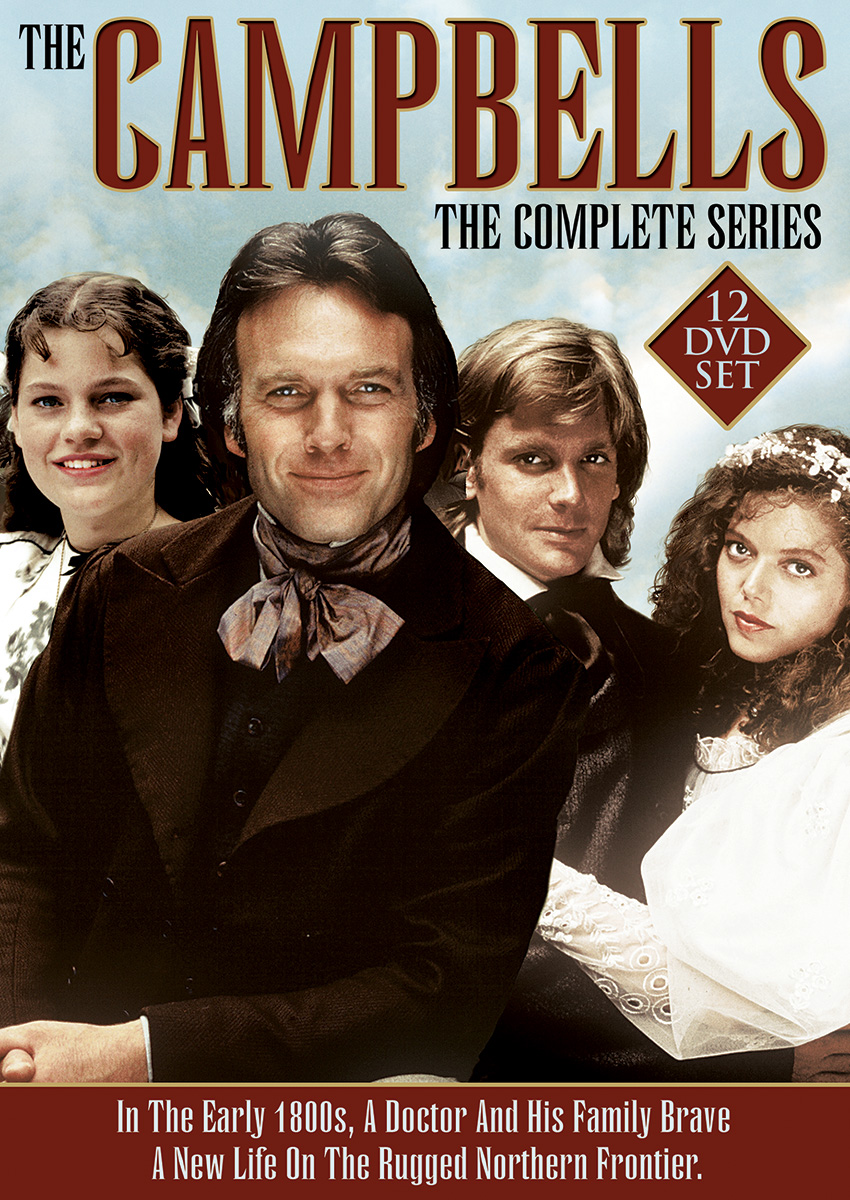 THE CAMPBELLS
THE COMPLETE SERIES
12
DVD
SET
In The Early 1800s, A Doctor And His Family Brave
A New Life On The Rugged Northern Frontier.